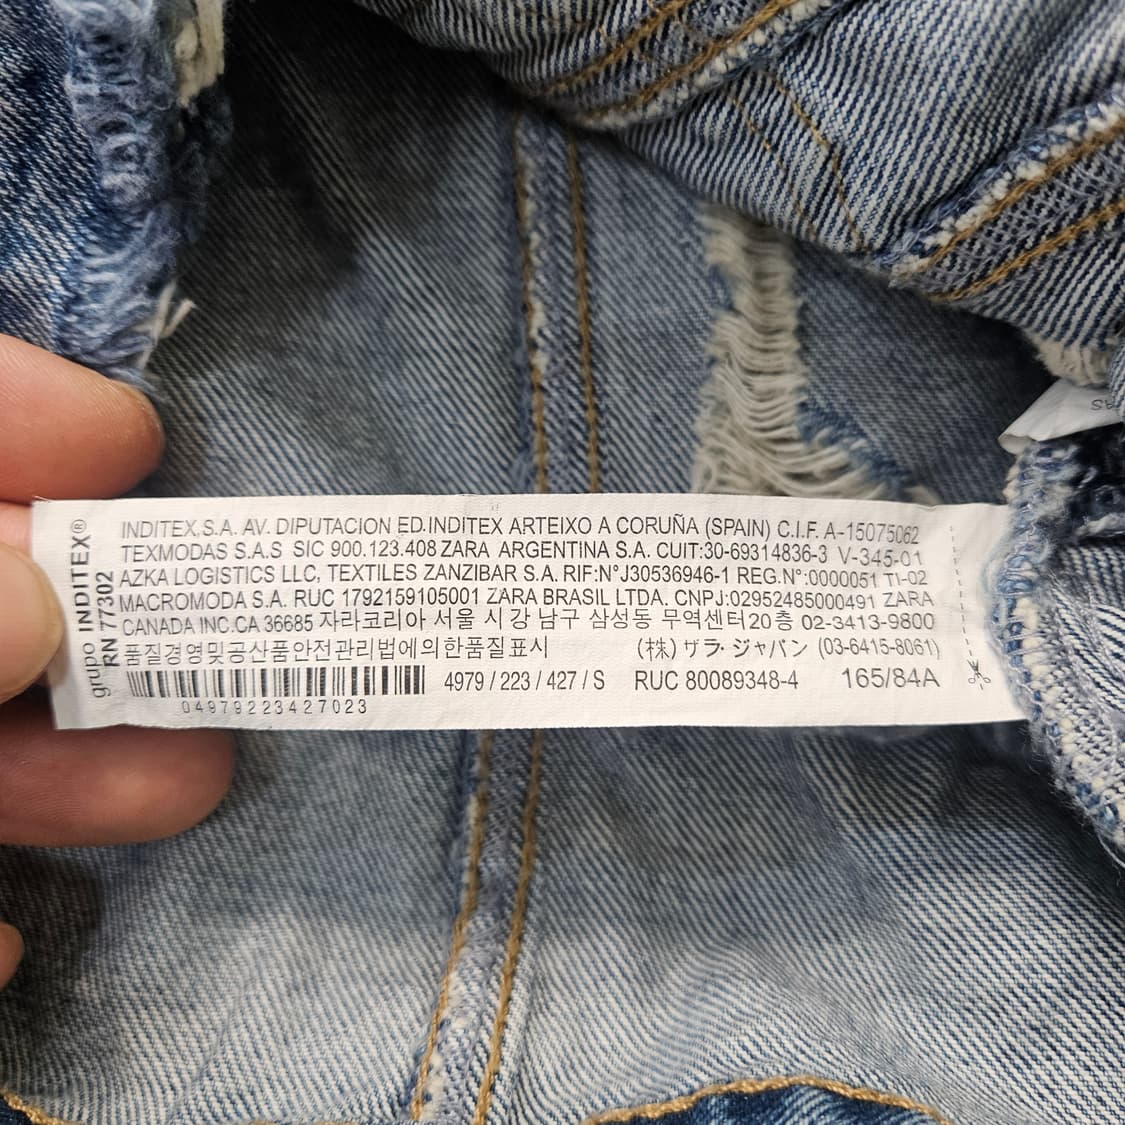 grupo INDITEX®
RN 77302
INDITEX,S.A. AV. DIPUTACION ED.INDITEX ARTEIXO A CORUÑA (SPAIN) C.I.F. A-15075062
TEXMODAS S.A.S SIC 900.123.408 ZARA ARGENTINA S.A. CUIT:30-69314836-3 V-345-01
AZKA LOGISTICS LLC, TEXTILES ZANZIBAR S.A. RIF:N°J30536946-1 REG.N°:0000051 TI-02
MACROMODA S.A. RUC 1792159105001 ZARA BRASIL LTDA. CNPJ:02952485000491 ZARA
CANADA INC.CA 36685 자라코리아 서울 시 강 남구 삼성동 무역센터 20층 02-3413-9800
품질경영및공산품안전관리법에의한품질표시 (株) ザラ・ジャパン (03-6415-8061)
4979 / 223 / 427 / S RUC 80089348-4 165/84A
04979223427023